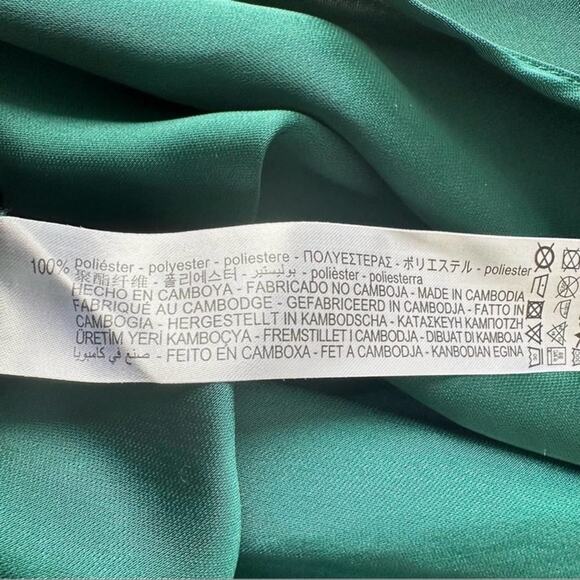 100% poliéster - polyester - poliestere - ΠΟΛΥΕΣΤΕΡΑΣ - ポリエステル - poliester
聚酯纤维 - 폴리에스터 - بوليستير - polièster - poliesterra
HECHO EN CAMBOYA - FABRICADO NO CAMBOJA - MADE IN CAMBODIA
FABRIQUÉ AU CAMBODGE - GEFABRICEERD IN CAMBODJA - FATTO IN
CAMBOGIA - HERGESTELLT IN KAMBODSCHA - ΚΑΤΑΣΚΕΥΗ ΚΑΜΠΟΤΖΗ
ÜRETİM YERİ KAMBOÇYA - FREMSTILLET I CAMBODJA - DIBUAT DI KAMBOJA
صنع في كامبوديا - FEITO EN CAMBOXA - FET A CAMBODJA - KANBODIAN EGINA